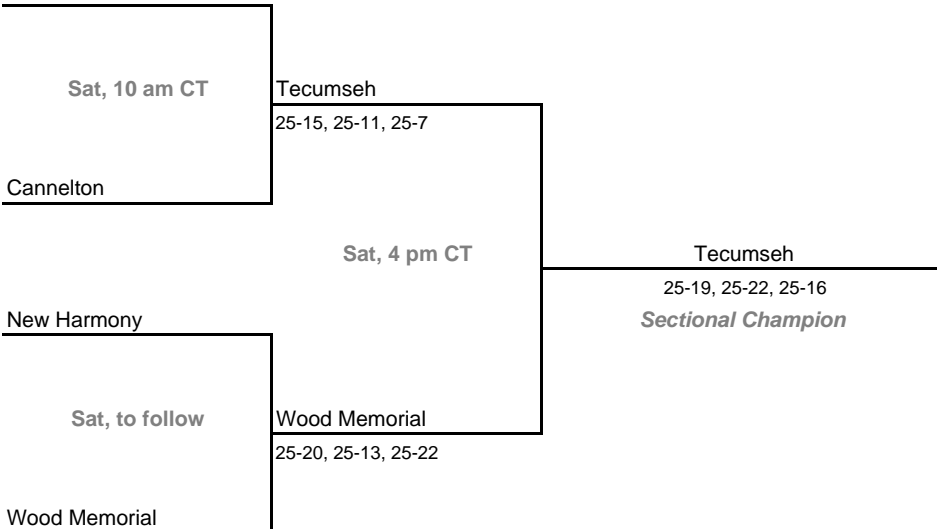 Sat, 10 am CT
Tecumseh
25-15, 25-11, 25-7
Cannelton
Sat, 4 pm CT
Tecumseh
25-19, 25-22, 25-16
New Harmony
Sectional Champion
Sat, to follow
Wood Memorial
25-20, 25-13, 25-22
Wood Memorial